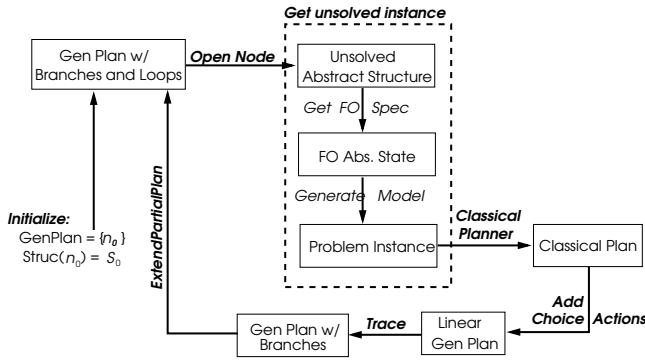 Get unsolved instance
Gen Plan w/
Branches and Loops
Open Node
Unsolved
Abstract Structure
Get FO Spec
FO Abs. State
Generate Model
Problem Instance
Classical
Planner
Classical Plan
Initialize:
GenPlan = {n₀}
Struc(n₀) = S₀
ExtendPartialPlan
Add
Choice Actions
Linear
Gen Plan
Trace
Gen Plan w/
Branches